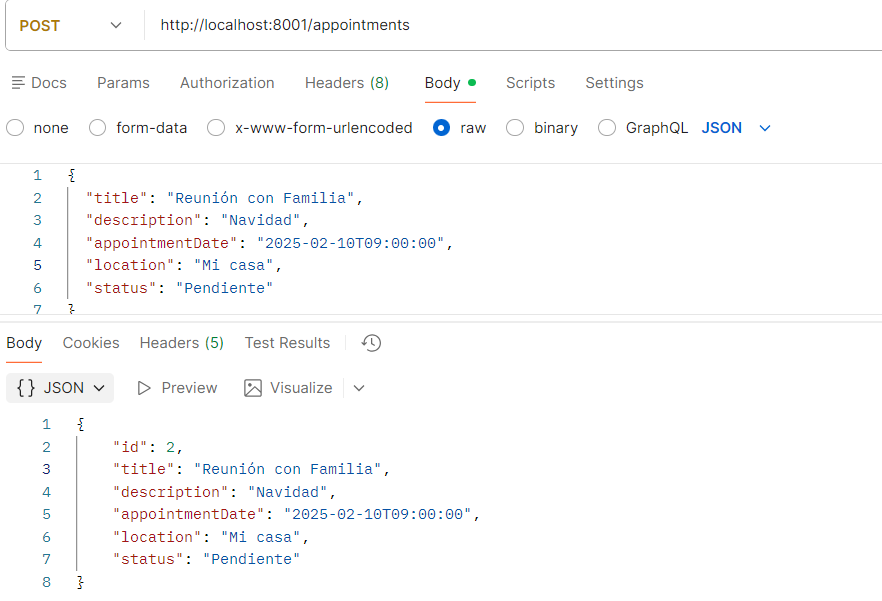 POST http://localhost:8001/appointments
Docs Params Authorization Headers (8) Body Scripts Settings
none form-data x-www-form-urlencoded raw binary GraphQL JSON
1 {
2 "title": "Reunión con Familia",
3 "description": "Navidad",
4 "appointmentDate": "2025-02-10T09:00:00",
5 "location": "Mi casa",
6 "status": "Pendiente"
7 }
Body Cookies Headers (5) Test Results
{} JSON Preview Visualize
1 {
2 "id": 2,
3 "title": "Reunión con Familia",
4 "description": "Navidad",
5 "appointmentDate": "2025-02-10T09:00:00",
6 "location": "Mi casa",
7 "status": "Pendiente"
8 }